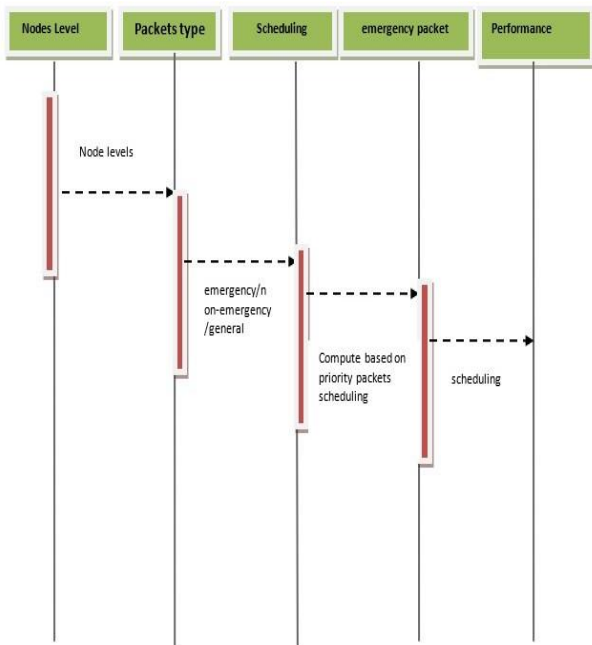 Nodes Level
Packets type
Scheduling
emergency packet
Performance
Node levels
emergency/n
on-emergency
/general
Compute based on
priority packets
scheduling
scheduling